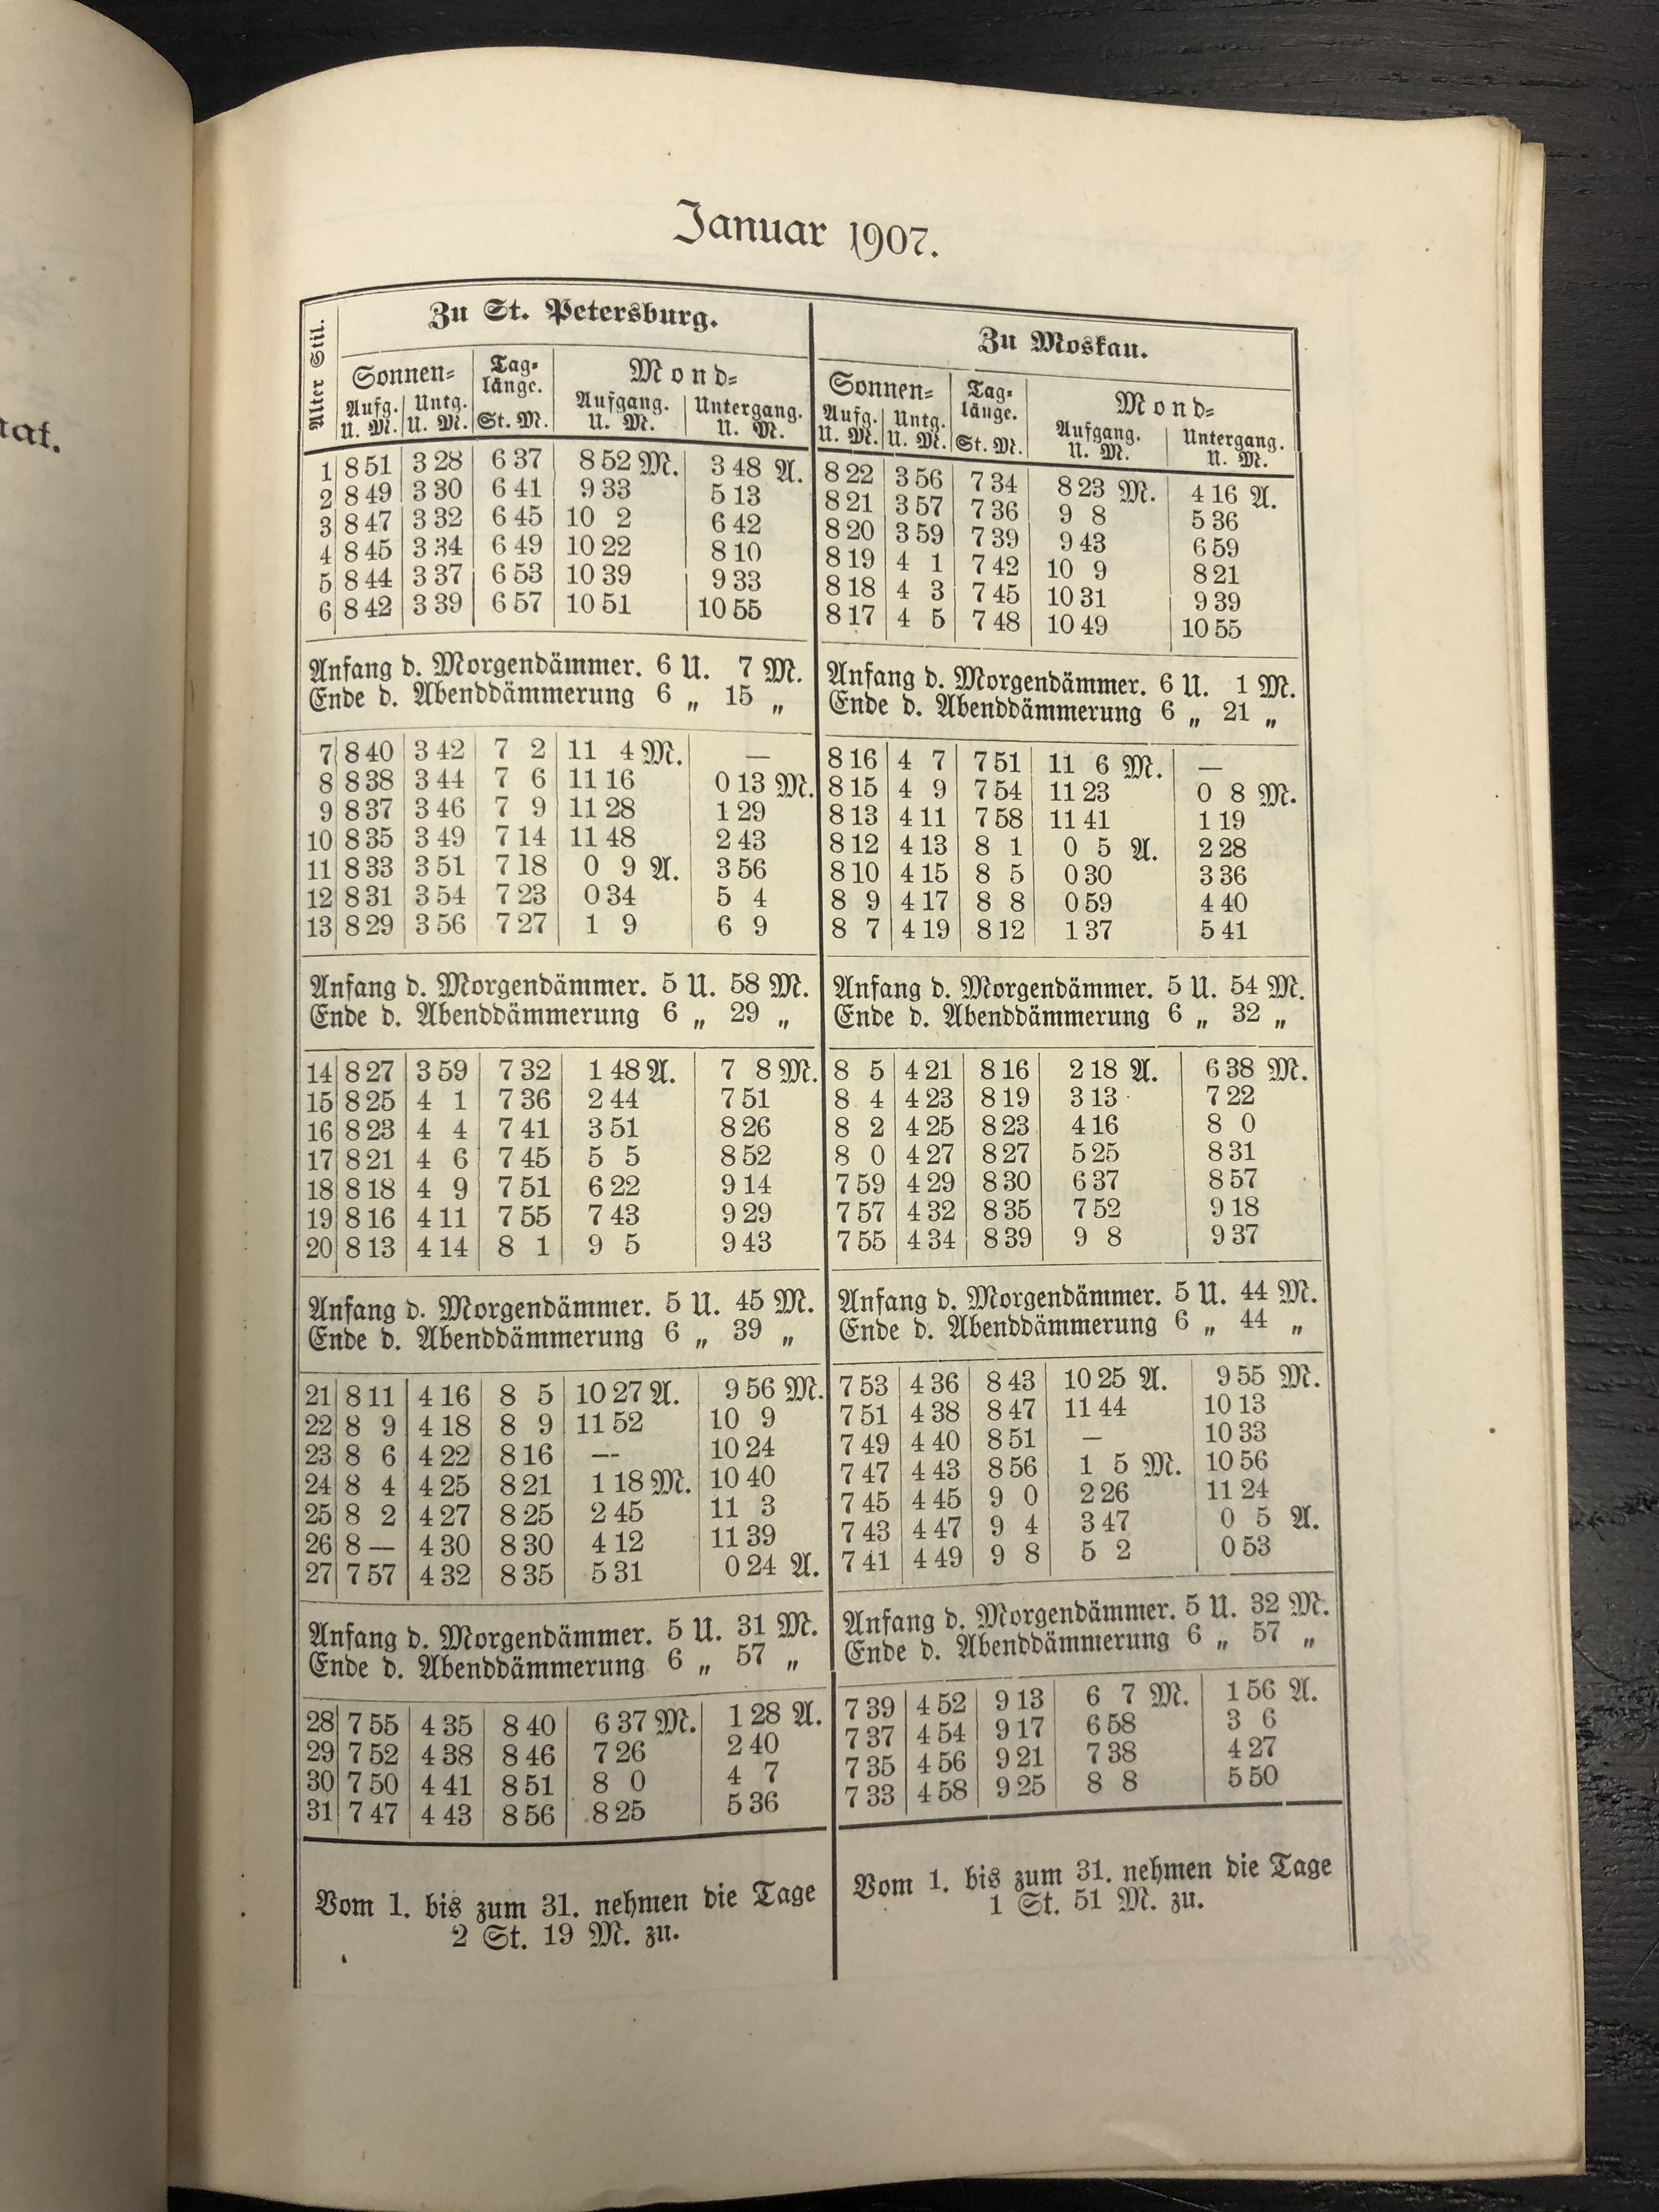 at.
Januar 1907.
Alter Stil.
Zu St. Petersburg. Zu Moskau.
Sonnen= Tag= länge. Mond= Sonnen= Tag= länge. Mond=
Aufg. Untg. Aufgang. Untergang. Aufg. Untg. Aufgang. Untergang.
U. M. U. M. St. M. U. M. U. M. U. M. U. M. St. M. U. M. U. M.
1 8 51 3 28 6 37 8 52 M. 3 48 A. 8 22 3 56 7 34 8 23 M. 4 16 A.
2 8 49 3 30 6 41 9 33 5 13 8 21 3 57 7 36 9 8 5 36
3 8 47 3 32 6 45 10 2 6 42 8 20 3 59 7 39 9 43 6 59
4 8 45 3 34 6 49 10 22 8 10 8 19 4 1 7 42 10 9 8 21
5 8 44 3 37 6 53 10 39 9 33 8 18 4 3 7 45 10 31 9 39
6 8 42 3 39 6 57 10 51 10 55 8 17 4 5 7 48 10 49 10 55
Anfang d. Morgendämmer. 6 U. 7 M. Anfang d. Morgendämmer. 6 U. 1 M.
Ende d. Abenddämmerung 6 „ 15 „ Ende d. Abenddämmerung 6 „ 21 „
7 8 40 3 42 7 2 11 4 M. — 8 16 4 7 7 51 11 6 M. —
8 8 38 3 44 7 6 11 16 0 13 M. 8 15 4 9 7 54 11 23 0 8 M.
9 8 37 3 46 7 9 11 28 1 29 8 13 4 11 7 58 11 41 1 19
10 8 35 3 49 7 14 11 48 2 43 8 12 4 13 8 1 0 5 A. 2 28
11 8 33 3 51 7 18 0 9 A. 3 56 8 10 4 15 8 5 0 30 3 36
12 8 31 3 54 7 23 0 34 5 4 8 9 4 17 8 8 0 59 4 40
13 8 29 3 56 7 27 1 9 6 9 8 7 4 19 8 12 1 37 5 41
Anfang d. Morgendämmer. 5 U. 58 M. Anfang d. Morgendämmer. 5 U. 54 M.
Ende d. Abenddämmerung 6 „ 29 „ Ende d. Abenddämmerung 6 „ 32 „
14 8 27 3 59 7 32 1 48 A. 7 8 M. 8 5 4 21 8 16 2 18 A. 6 38 M.
15 8 25 4 1 7 36 2 44 7 51 8 4 4 23 8 19 3 13 7 22
16 8 23 4 4 7 41 3 51 8 26 8 2 4 25 8 23 4 16 8 0
17 8 21 4 6 7 45 5 5 8 52 8 0 4 27 8 27 5 25 8 31
18 8 18 4 9 7 51 6 22 9 14 7 59 4 29 8 30 6 37 8 57
19 8 16 4 11 7 55 7 43 9 29 7 57 4 32 8 35 7 52 9 18
20 8 13 4 14 8 1 9 5 9 43 7 55 4 34 8 39 9 8 9 37
Anfang d. Morgendämmer. 5 U. 45 M. Anfang d. Morgendämmer. 5 U. 44 M.
Ende d. Abenddämmerung 6 „ 39 „ Ende d. Abenddämmerung 6 „ 44 „
21 8 11 4 16 8 5 10 27 A. 9 56 M. 7 53 4 36 8 43 10 25 A. 9 55 M.
22 8 9 4 18 8 9 11 52 10 9 7 51 4 38 8 47 11 44 10 13
23 8 6 4 22 8 16 — 10 24 7 49 4 40 8 51 — 10 33
24 8 4 4 25 8 21 1 18 M. 10 40 7 47 4 43 8 56 1 5 M. 10 56
25 8 2 4 27 8 25 2 45 11 3 7 45 4 45 9 0 2 26 11 24
26 8 — 4 30 8 30 4 12 11 39 7 43 4 47 9 4 3 47 0 5 A.
27 7 57 4 32 8 35 5 31 0 24 A. 7 41 4 49 9 8 5 2 0 53
Anfang d. Morgendämmer. 5 U. 31 M. Anfang d. Morgendämmer. 5 U. 32 M.
Ende d. Abenddämmerung 6 „ 57 „ Ende d. Abenddämmerung 6 „ 57 „
28 7 55 4 35 8 40 6 37 M. 1 28 A. 7 39 4 52 9 13 6 7 M. 1 56 A.
29 7 52 4 38 8 46 7 26 2 40 7 37 4 54 9 17 6 58 3 6
30 7 50 4 41 8 51 8 0 4 7 7 35 4 56 9 21 7 38 4 27
31 7 47 4 43 8 56 8 25 5 36 7 33 4 58 9 25 8 8 5 50
Vom 1. bis zum 31. nehmen die Tage Vom 1. bis zum 31. nehmen die Tage
2 St. 19 M. zu. 1 St. 51 M. zu.